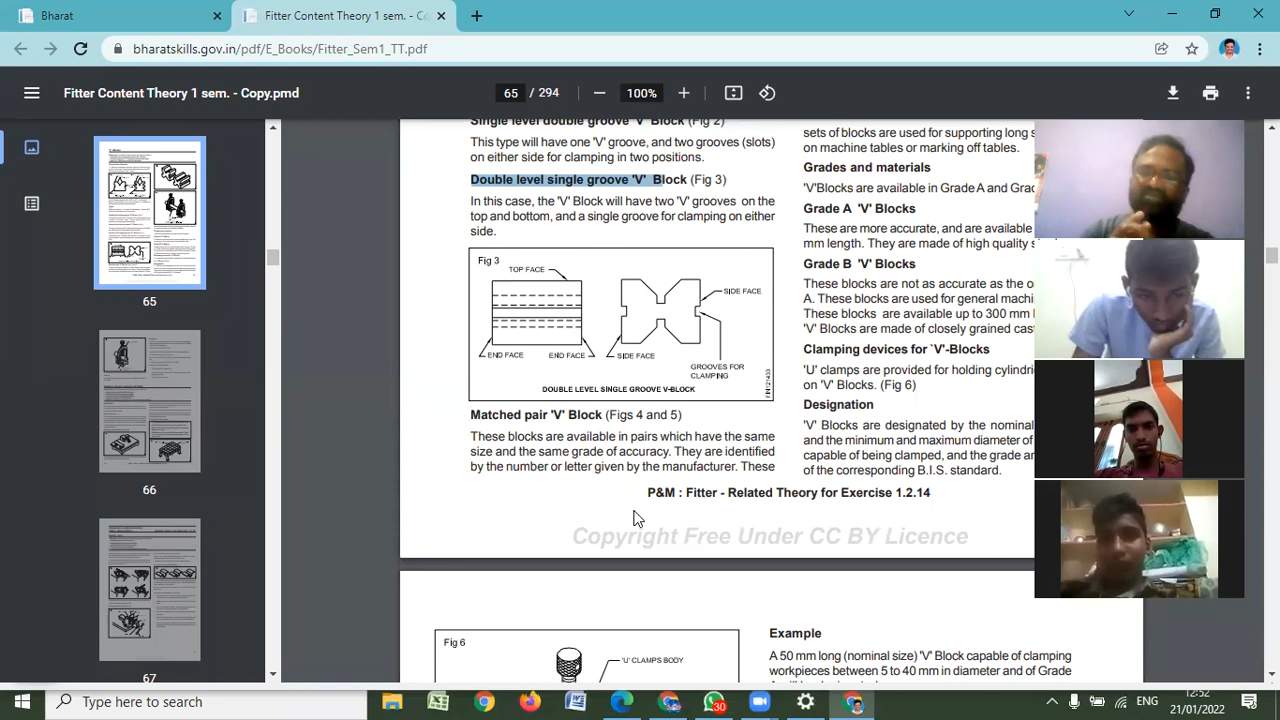 Bharat
Fitter Content Theory 1 sem. - Co
bharatskills.gov.in/pdf/E_Books/Fitter_Sem1_TT.pdf
Fitter Content Theory 1 sem. - Copy.pmd
65 / 294
100%
65
66
67
Single level double groove 'V' Block (Fig 2)
This type will have one 'V' groove, and two grooves (slots)
on either side for clamping in two positions.
Double level single groove 'V' Block (Fig 3)
In this case, the 'V' Block will have two 'V' grooves on the
top and bottom, and a single groove for clamping on either
side.
Fig 3
TOP FACE
SIDE FACE
END FACE
END FACE
SIDE FACE
GROOVES FOR
CLAMPING
DOUBLE LEVEL SINGLE GROOVE V-BLOCK
Matched pair 'V' Block (Figs 4 and 5)
These blocks are available in pairs which have the same
size and the same grade of accuracy. They are identified
by the number or letter given by the manufacturer. These
sets of blocks are used for supporting long s
on machine tables or marking off tables.
Grades and materials
'V'Blocks are available in Grade A and Grad
Grade A 'V' Blocks
These are more accurate, and are available
mm length. They are made of high quality s
Grade B 'V' Blocks
These blocks are not as accurate as the o
A. These blocks are used for general machi
These blocks are available up to 300 mm l
'V' Blocks are made of closely grained cas
Clamping devices for `V'-Blocks
'U' clamps are provided for holding cylindri
on 'V' Blocks. (Fig 6)
Designation
'V' Blocks are designated by the nominal
and the minimum and maximum diameter of
capable of being clamped, and the grade ar
of the corresponding B.I.S. standard.
P&M : Fitter - Related Theory for Exercise 1.2.14
Copyright Free Under CC BY Licence
Fig 6
'U' CLAMPS BODY
Example
A 50 mm long (nominal size) 'V' Block capable of clamping
workpieces between 5 to 40 mm in diameter and of Grade
Type here to search
30
ENG
12:52
21/01/2022